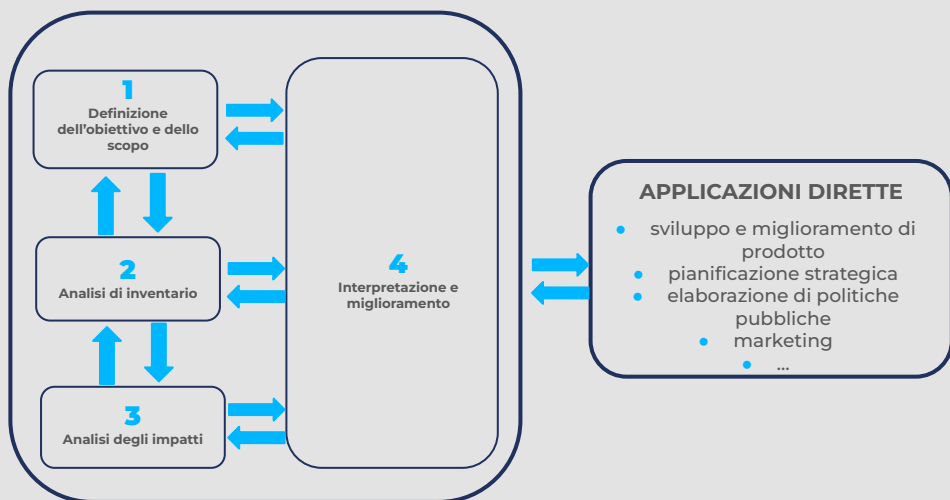 1
Definizione
dell'obiettivo e dello
scopo
2
Analisi di inventario
3
Analisi degli impatti
4
Interpretazione e
miglioramento
APPLICAZIONI DIRETTE
● sviluppo e miglioramento di
prodotto
● pianificazione strategica
● elaborazione di politiche
pubbliche
● marketing
● ...